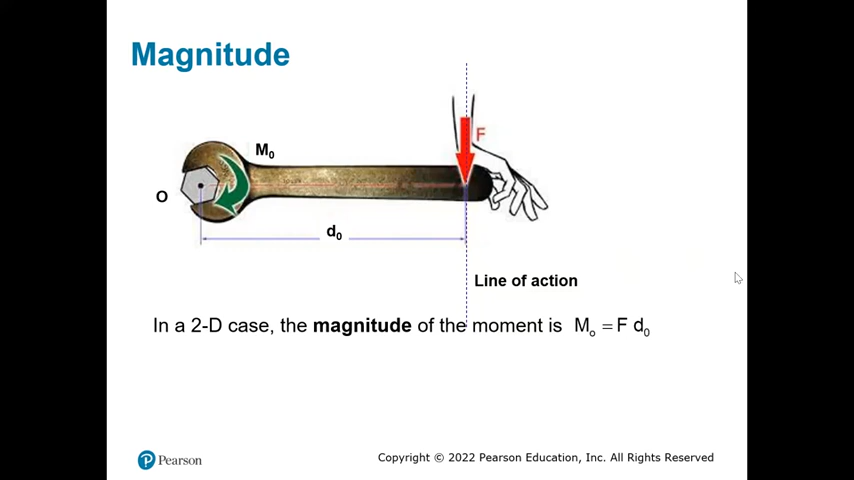 Magnitude
M₀
F
O
d₀
Line of action
In a 2-D case, the magnitude of the moment is Mₒ = F d₀
Pearson
Copyright © 2022 Pearson Education, Inc. All Rights Reserved